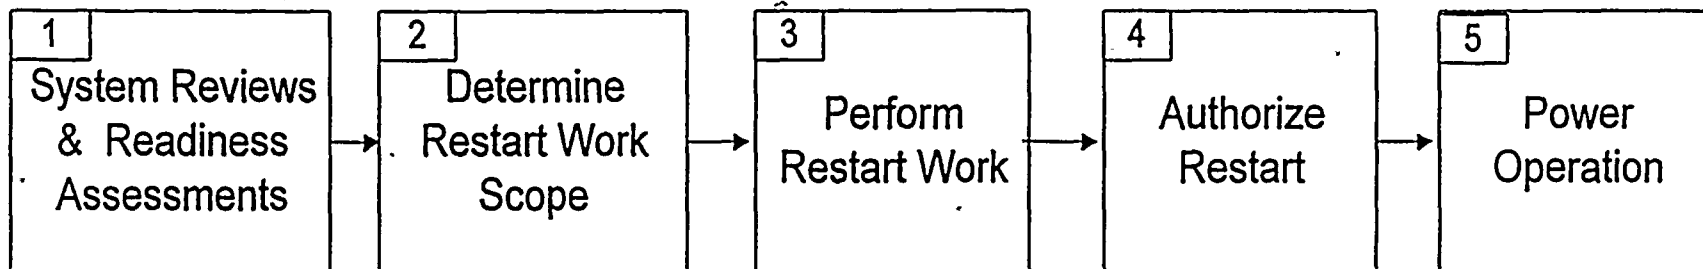 1
System Reviews
& Readiness
Assessments
2
Determine
Restart Work
Scope
3
Perform
Restart Work
4
Authorize
Restart
5
Power
Operation